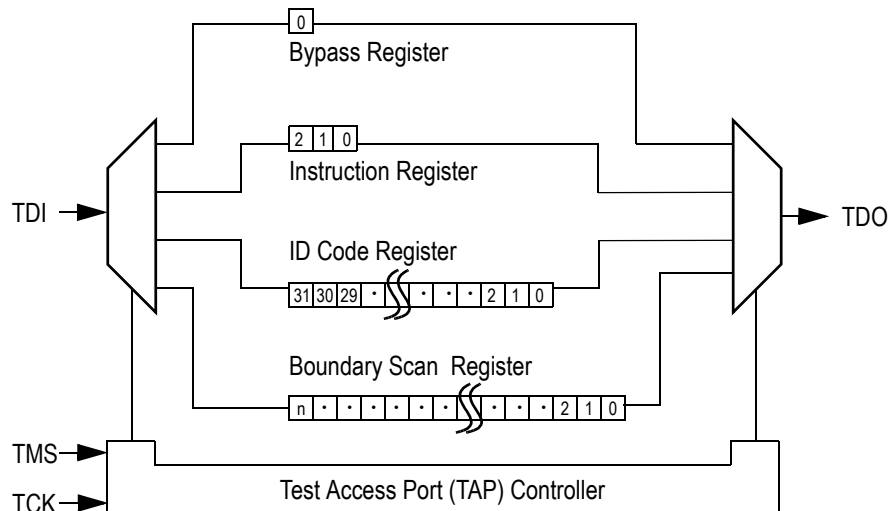 0
Bypass Register
2 1 0
Instruction Register
TDI
TDO
ID Code Register
31 30 29 · · · · 2 1 0
Boundary Scan Register
n · · · · · · · · · 2 1 0
TMS
TCK
Test Access Port (TAP) Controller